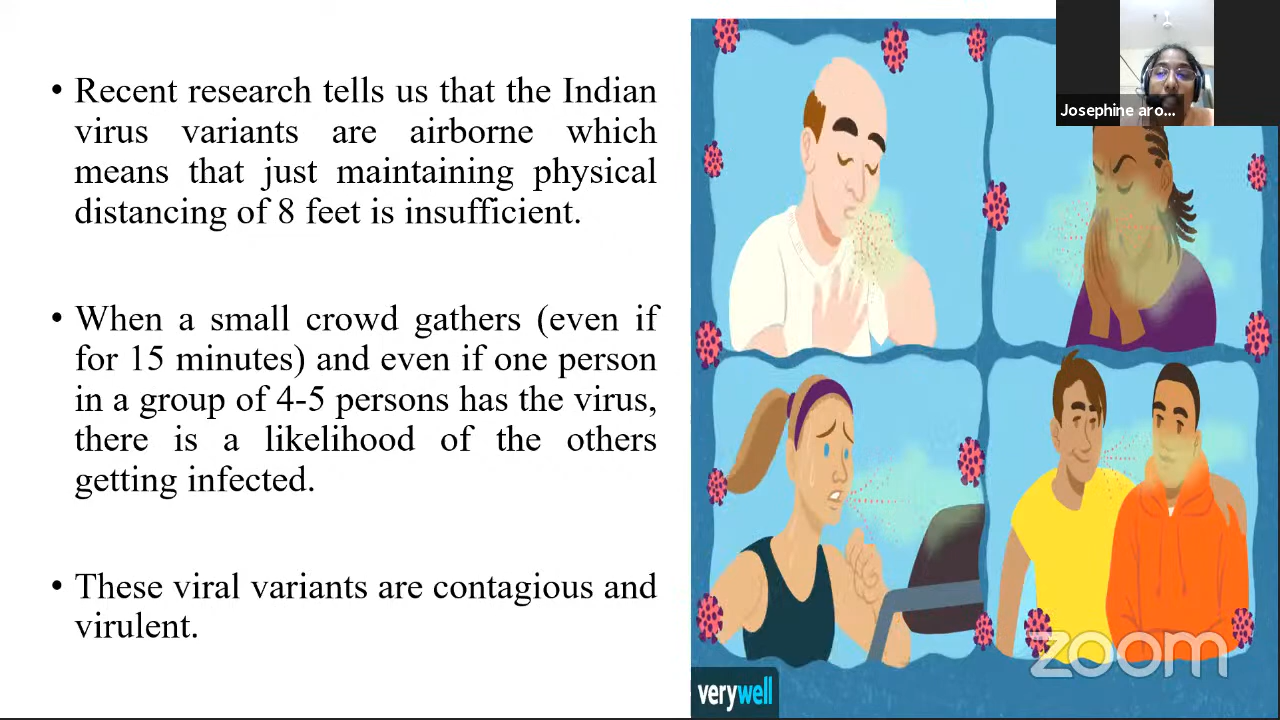 • Recent research tells us that the Indian
virus variants are airborne which
means that just maintaining physical
distancing of 8 feet is insufficient.
• When a small crowd gathers (even if
for 15 minutes) and even if one person
in a group of 4-5 persons has the virus,
there is a likelihood of the others
getting infected.
• These viral variants are contagious and
virulent.
Josephine aro...
zoom
verywell